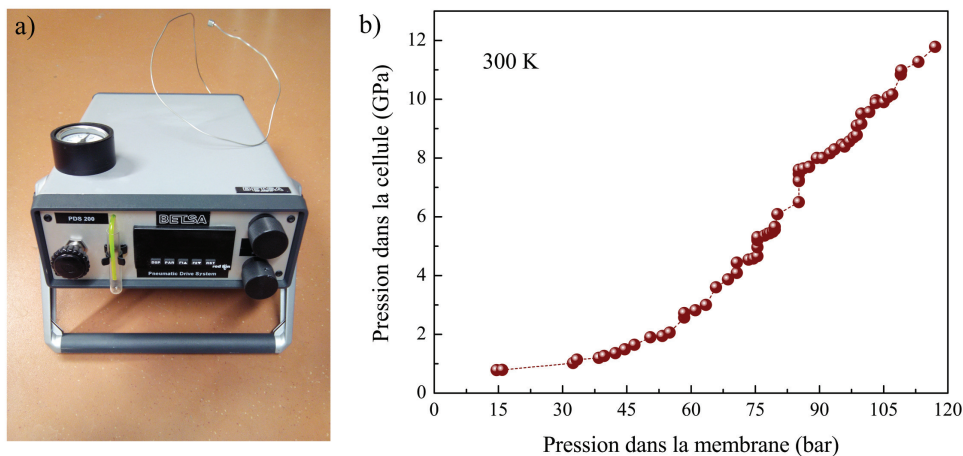 a)
PDS 200
BETSA
BETSA
Pneumatic Drive System
b)
300 K
Pression dans la cellule (GPa)
12
10
8
6
4
2
0
0 15 30 45 60 75 90 105 120
Pression dans la membrane (bar)